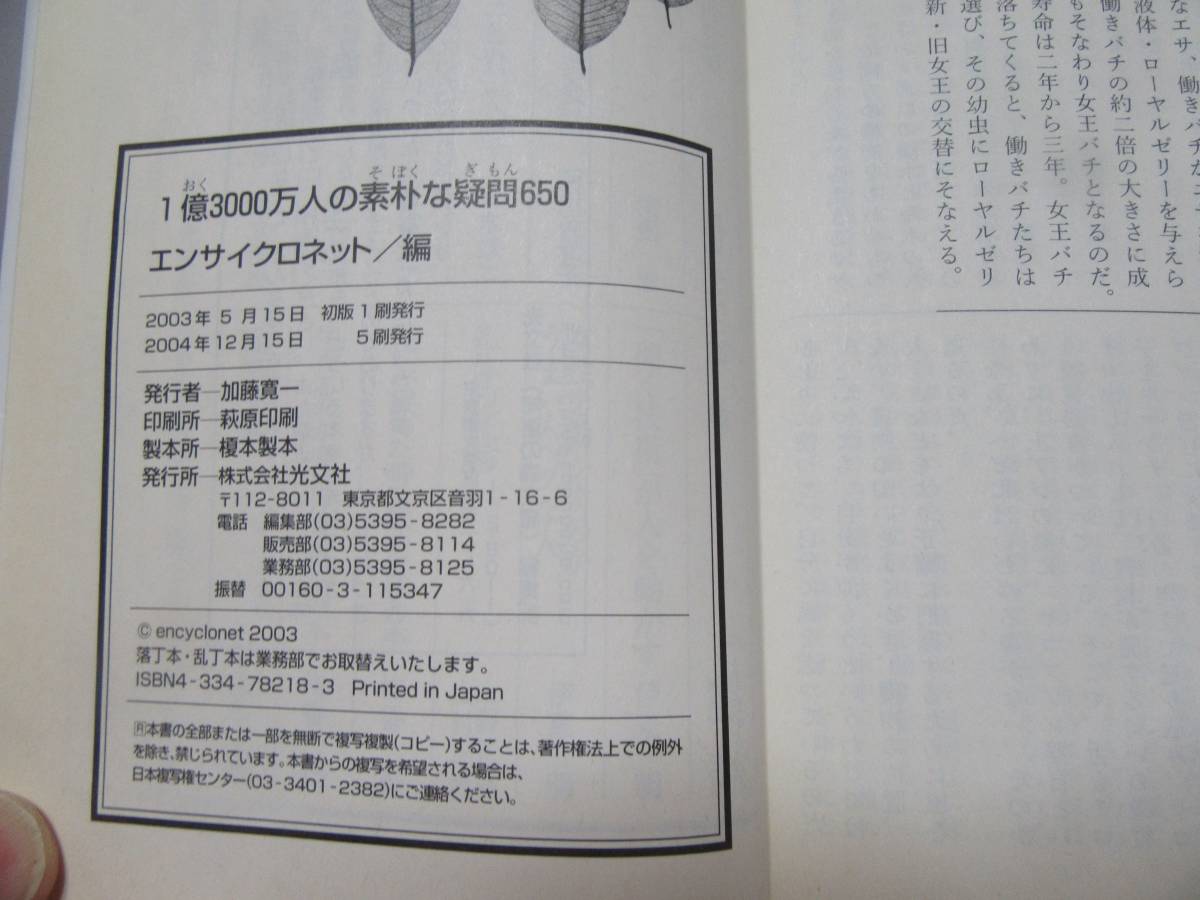 なエサ、働きバチが
液体・ローヤルゼリーを与えら
働きバチの約二倍の大きさに成
もそなわり女王バチとなるのだ。
寿命は二年から三年。女王バチ
落ちてくると、働きバチたちは
選び、その幼虫にローヤルゼリ
新・旧女王の交替にそなえる。
おく そぼく ぎもん
1億3000万人の素朴な疑問650
エンサイクロネット／編
2003年 5 月15日 初版1刷発行
2004年12月15日 5刷発行
発行者―加藤寛一
印刷所―萩原印刷
製本所―榎本製本
発行所―株式会社光文社
〒112-8011 東京都文京区音羽1-16-6
電話 編集部(03)5395-8282
販売部(03)5395-8114
業務部(03)5395-8125
振替 00160-3-115347
© encyclonet 2003
落丁本・乱丁本は業務部でお取替えいたします。
ISBN4-334-78218-3 Printed in Japan
R本書の全部または一部を無断で複写複製(コピー)することは、著作権法上での例外
を除き、禁じられています。本書からの複写を希望される場合は、
日本複写権センター(03-3401-2382)にご連絡ください。